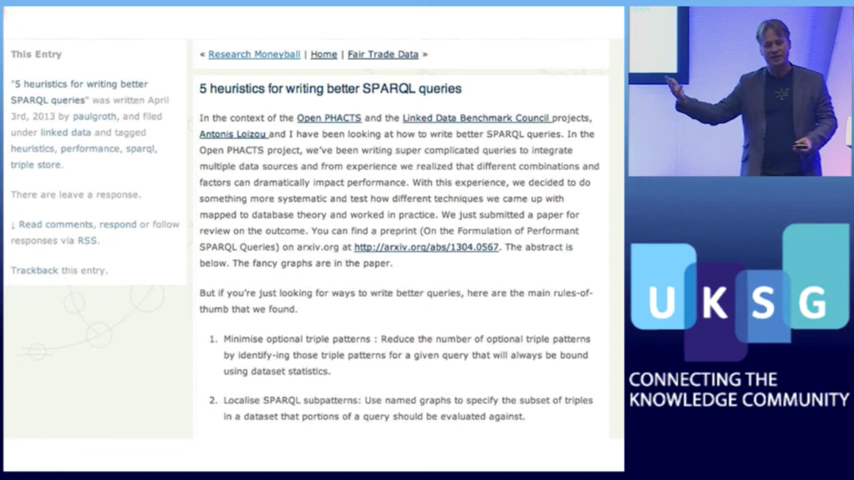 This Entry
"5 heuristics for writing better
SPARQL queries" was written April
3rd, 2013 by paulgroth, and filed
under linked data and tagged
heuristics, performance, sparql,
triple store.
There are leave a response.
↓ Read comments, respond or follow
responses via RSS.
Trackback this entry.
« Research Moneyball | Home | Fair Trade Data »
5 heuristics for writing better SPARQL queries
In the context of the Open PHACTS and the Linked Data Benchmark Council projects,
Antonis Loizou and I have been looking at how to write better SPARQL queries. In the
Open PHACTS project, we've been writing super complicated queries to integrate
multiple data sources and from experience we realized that different combinations and
factors can dramatically impact performance. With this experience, we decided to do
something more systematic and test how different techniques we came up with
mapped to database theory and worked in practice. We just submitted a paper for
review on the outcome. You can find a preprint (On the Formulation of Performant
SPARQL Queries) on arxiv.org at http://arxiv.org/abs/1304.0567. The abstract is
below. The fancy graphs are in the paper.
But if you're just looking for ways to write better queries, here are the main rules-of-
thumb that we found.
1. Minimise optional triple patterns : Reduce the number of optional triple patterns
by identify-ing those triple patterns for a given query that will always be bound
using dataset statistics.
2. Localise SPARQL subpatterns: Use named graphs to specify the subset of triples
in a dataset that portions of a query should be evaluated against.
UKSG
CONNECTING THE
KNOWLEDGE COMMUNITY